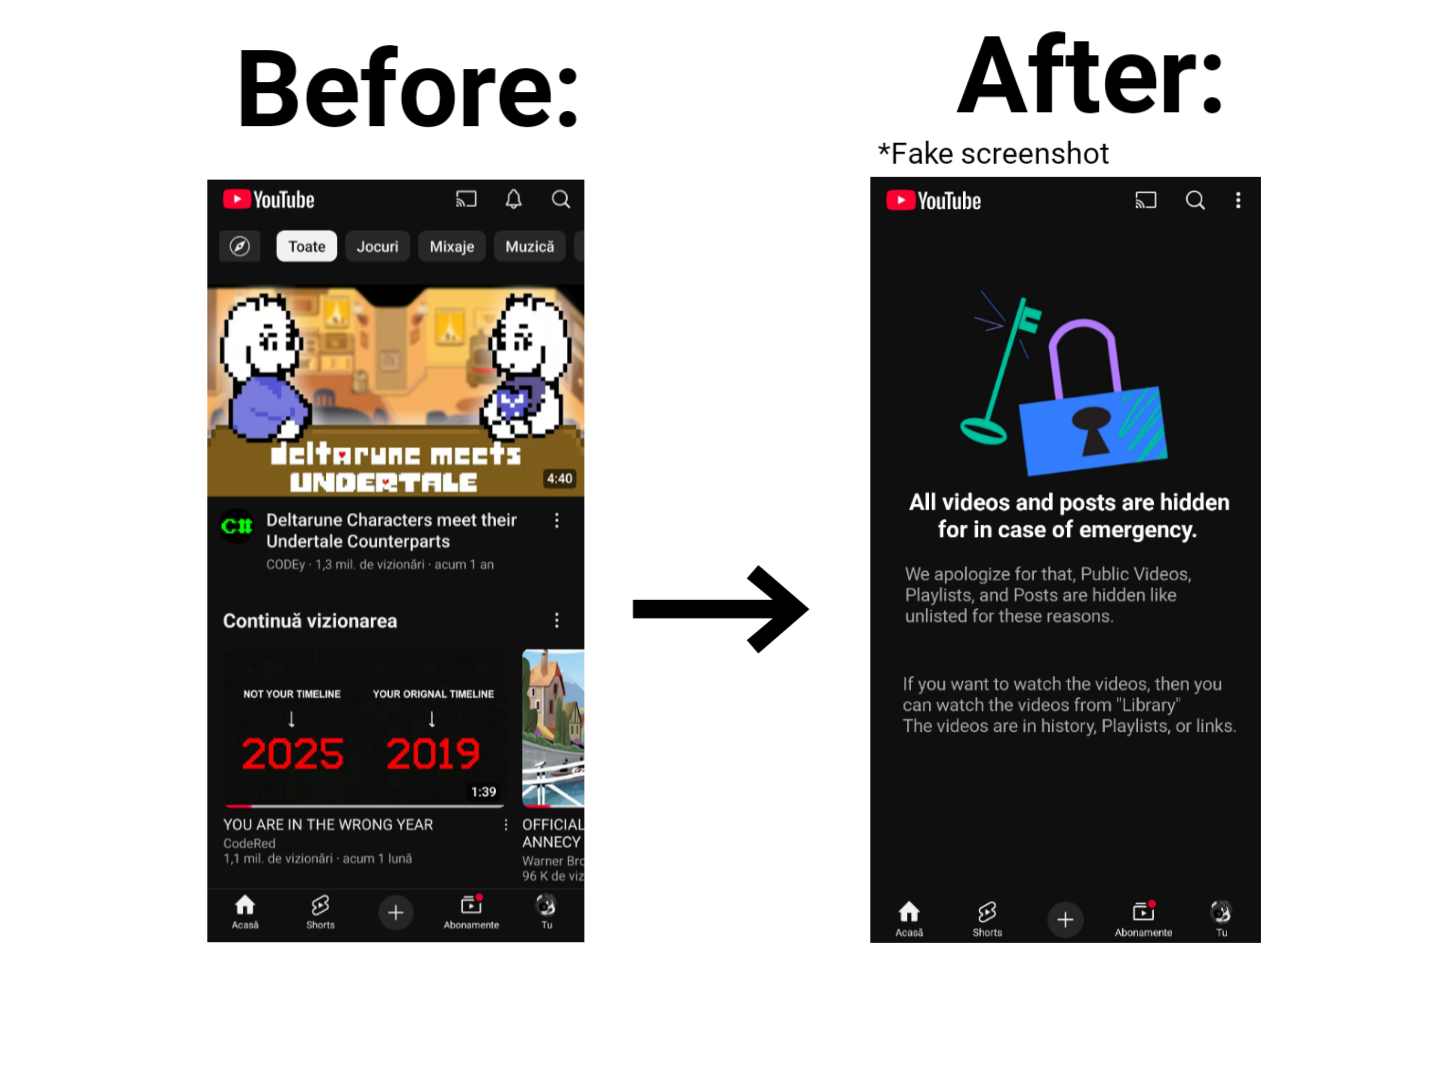 Before:
YouTube
Toate
Jocuri
Mixaje
Muzică
deltarune meets
UNDERTALE
4:40
C#
Deltarune Characters meet their
Undertale Counterparts
CODEy · 1,3 mil. de vizionări · acum 1 an
Continuă vizionarea
NOT YOUR TIMELINE
YOUR ORIGNAL TIMELINE
2025
2019
1:39
YOU ARE IN THE WRONG YEAR
CodeRed
1,1 mil. de vizionări · acum 1 lună
OFFICIAL
ANNECY
Warner Bro
96 K de viz
Acasă
Shorts
Abonamente
Tu
After:
*Fake screenshot
YouTube
All videos and posts are hidden
for in case of emergency.
We apologize for that, Public Videos,
Playlists, and Posts are hidden like
unlisted for these reasons.
If you want to watch the videos, then you
can watch the videos from "Library"
The videos are in history, Playlists, or links.
Acasă
Shorts
Abonamente
Tu